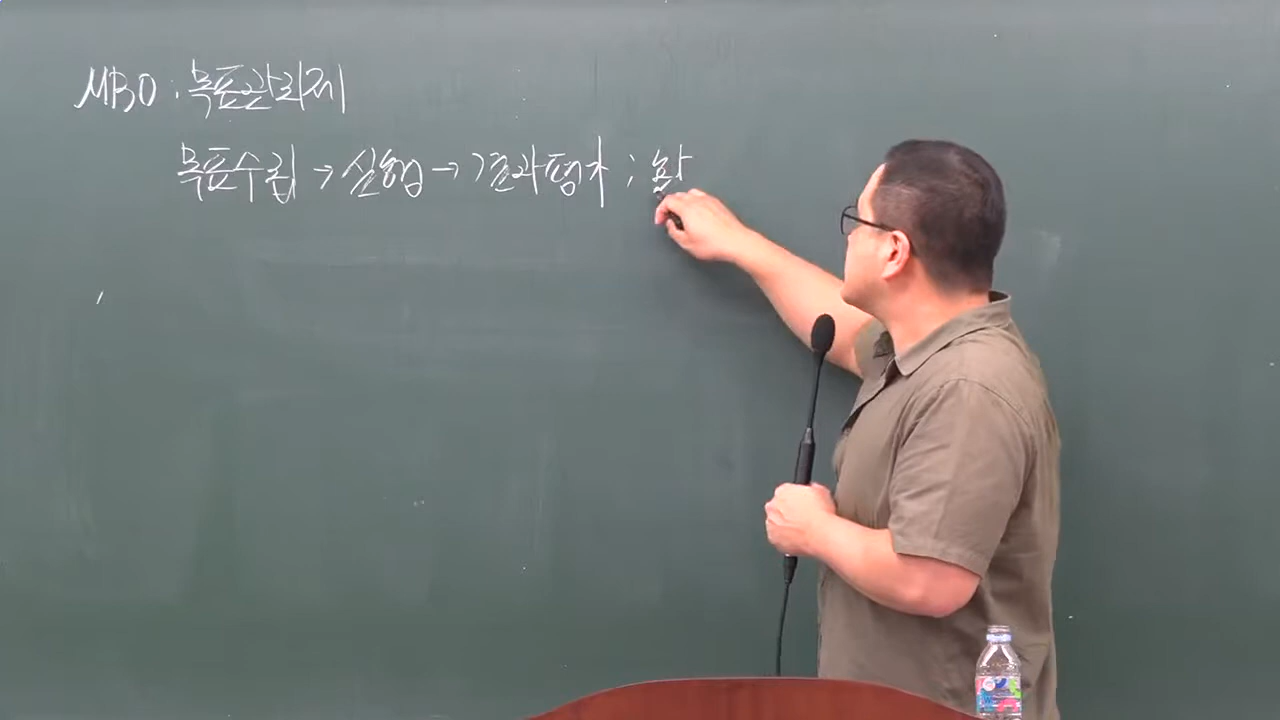 MBO : 목표관리제
목표수립 → 실행 → 결과평가 ; 환